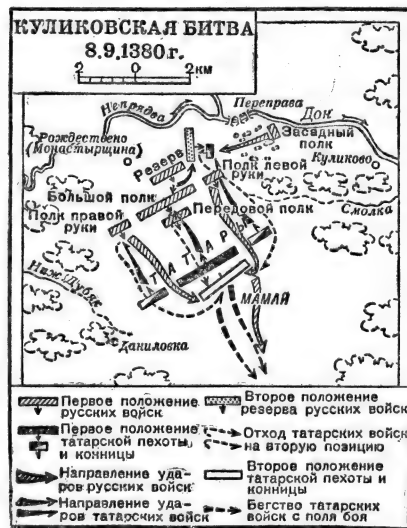 КУЛИКОВСКАЯ БИТВА
8.9.1380г.
2 0 2км
Непрядва
Переправа
Дон
Рождествено
(Монастырщина)
Засадный
полк
Резерв
Полк левой
руки
Куликово
Большой полк
Смолка
Полк правой
руки
Передовой полк
ТАТАРЫ
Ниж.Дубяк
МАМАЙ
Даниловка
Первое положение
русских войск
Второе положение
резерва русских войск
Первое положение
татарской пехоты
и конницы
Отход татарских войск
на вторую позицию
Направление уда-
ров русских войск
Второе положение
татарской пехоты и
конницы
Направление уда-
ров татарских войск
Бегство татарских
войск с поля боя